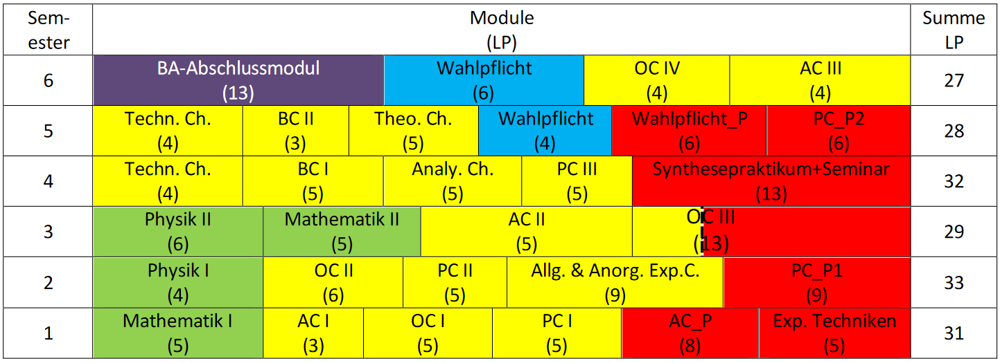 Sem-
ester
Module
(LP)
Summe
LP
6
BA-Abschlussmodul
(13)
Wahlpflicht
(6)
OC IV
(4)
AC III
(4)
27
5
Techn. Ch.
(4)
BC II
(3)
Theo. Ch.
(5)
Wahlpflicht
(4)
Wahlpflicht_P
(6)
PC_P2
(6)
28
4
Techn. Ch.
(4)
BC I
(5)
Analy. Ch.
(5)
PC III
(5)
Synthesepraktikum+Seminar
(13)
32
3
Physik II
(6)
Mathematik II
(5)
AC II
(5)
OC III
(13)
29
2
Physik I
(4)
OC II
(6)
PC II
(5)
Allg. & Anorg. Exp.C.
(9)
PC_P1
(9)
33
1
Mathematik I
(5)
AC I
(3)
OC I
(5)
PC I
(5)
AC_P
(8)
Exp. Techniken
(5)
31